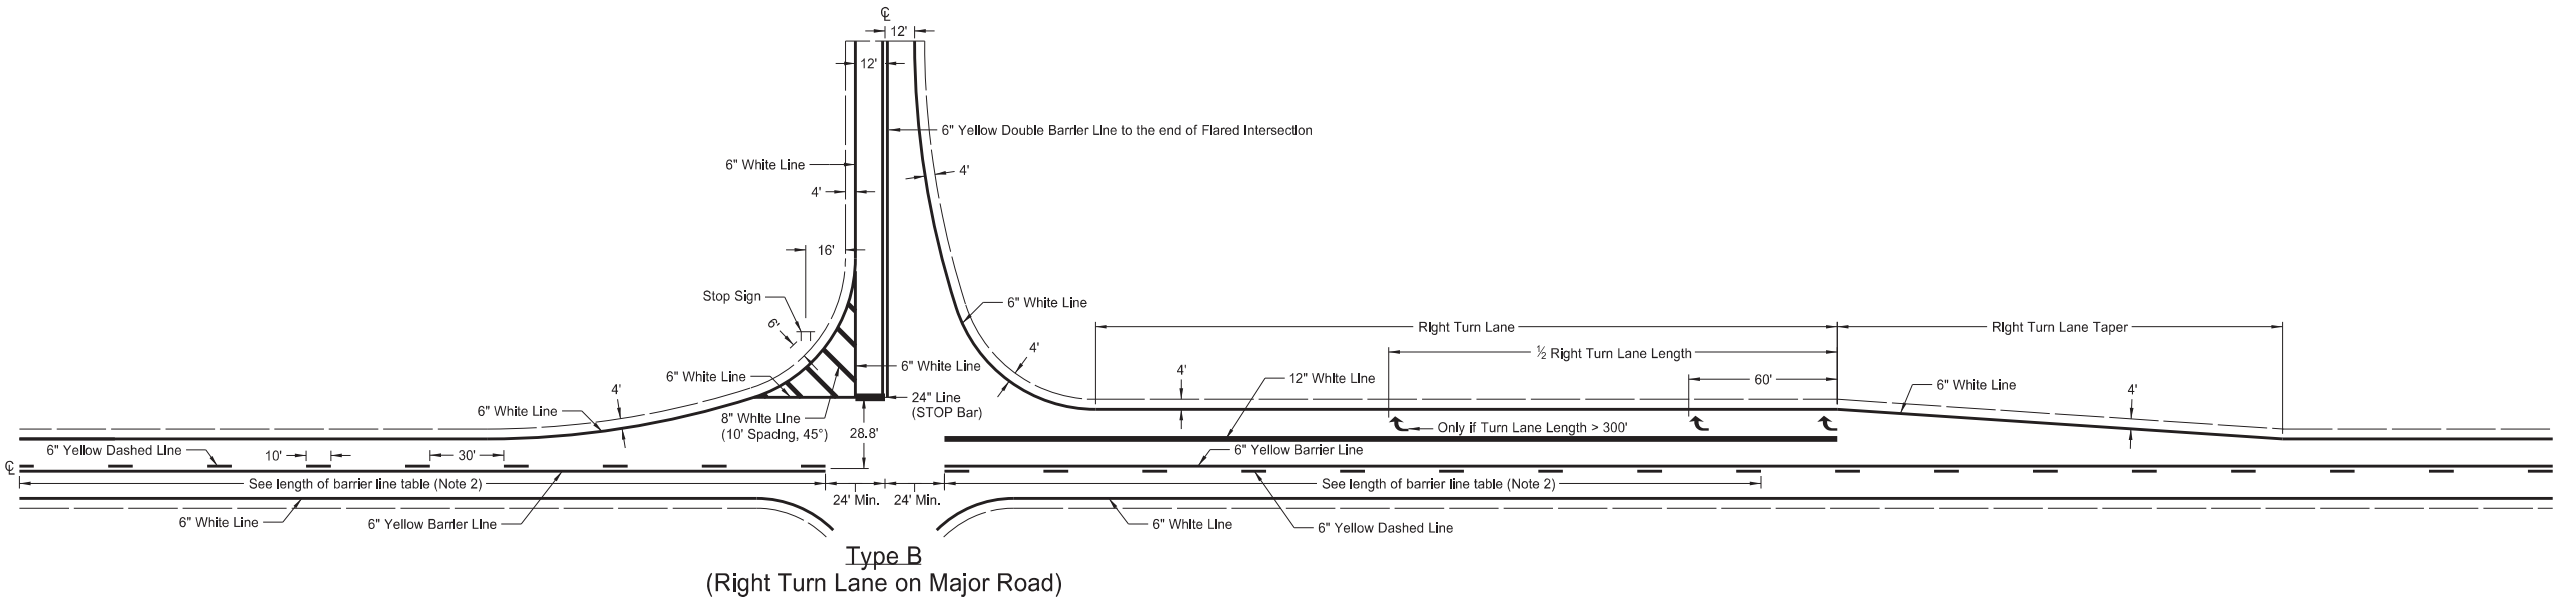 ℄
12'
12'
6" Yellow Double Barrier Line to the end of Flared Intersection
6" White Line
4'
4'
16'
Stop Sign
6'
6" White Line
4'
Right Turn Lane
Right Turn Lane Taper
½ Right Turn Lane Length
6" White Line
6" White Line
4'
12" White Line
60'
6" White Line
4'
4'
24" Line
(STOP Bar)
6" White Line
8" White Line
(10' Spacing, 45°)
28.8'
Only if Turn Lane Length > 300'
6" Yellow Dashed Line
10'
30'
6" Yellow Barrier Line
℄
See length of barrier line table (Note 2)
24' Min.
24' Min.
See length of barrier line table (Note 2)
6" White Line
6" Yellow Barrier Line
6" White Line
6" Yellow Dashed Line
Type B
(Right Turn Lane on Major Road)